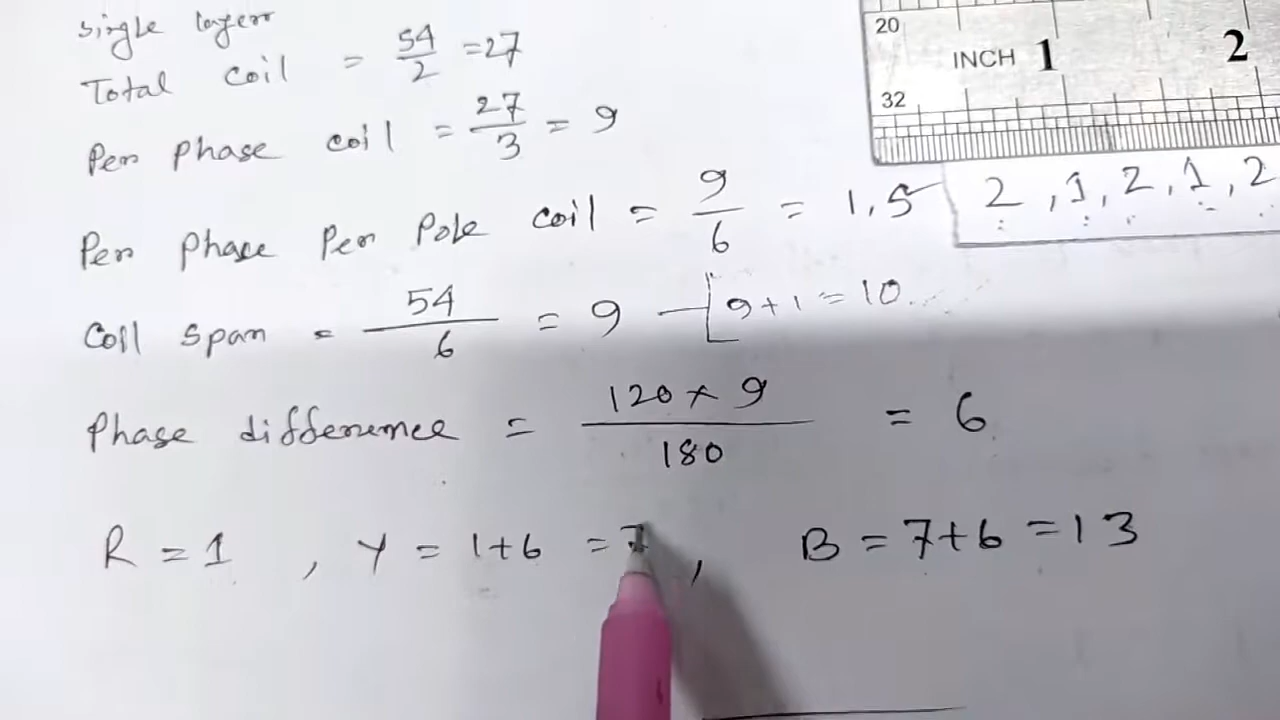 Single layer
Total coil = 54/2 = 27
Per Phase coil = 27/3 = 9
Per Phase Per Pole coil = 9/6 = 1,5
2, 1, 2, 1, 2
Coil span = 54/6 = 9 — [9+1 = 10
Phase difference = 120 × 9 / 180 = 6
R = 1 , Y = 1+6 = 7 , B = 7+6 = 13
20
INCH 1 2
32